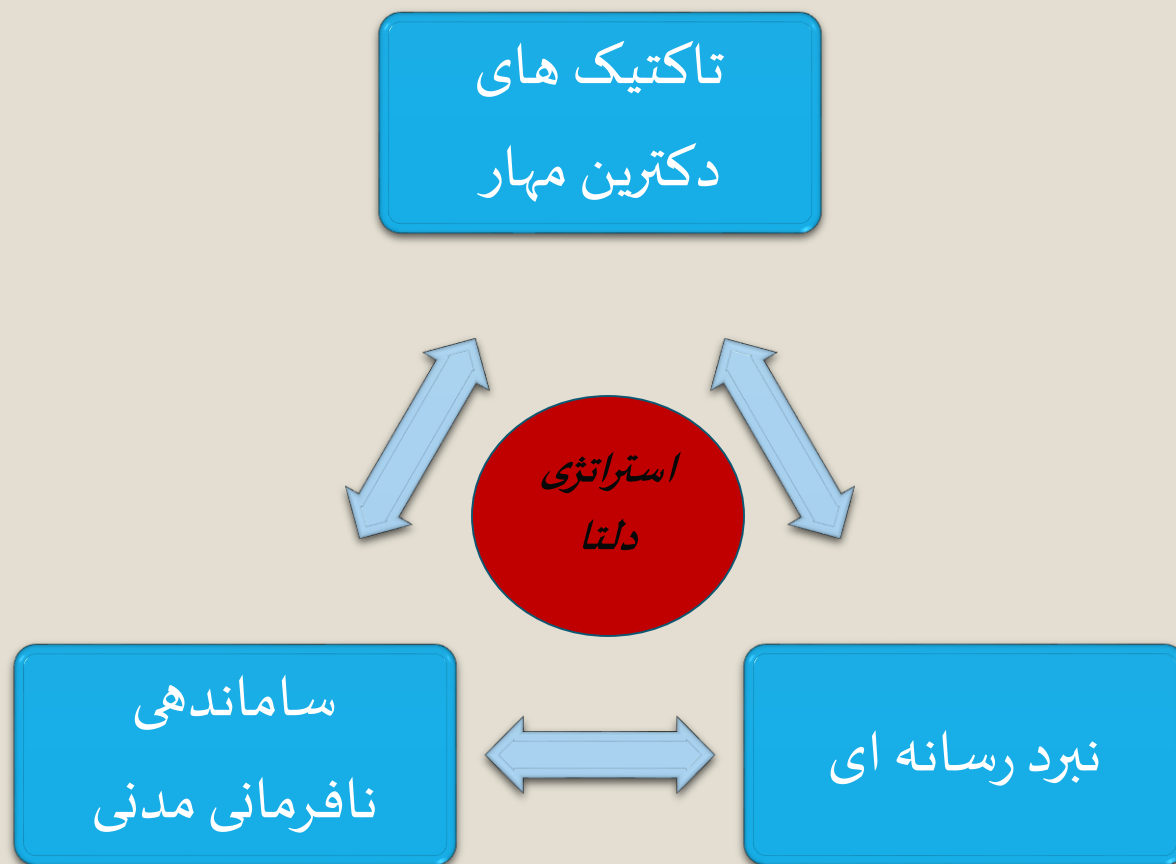 تاکتیک های
دکترین مهار
استراتژی
دلتا
ساماندهی
نافرمانی مدنی
نبرد رسانه ای